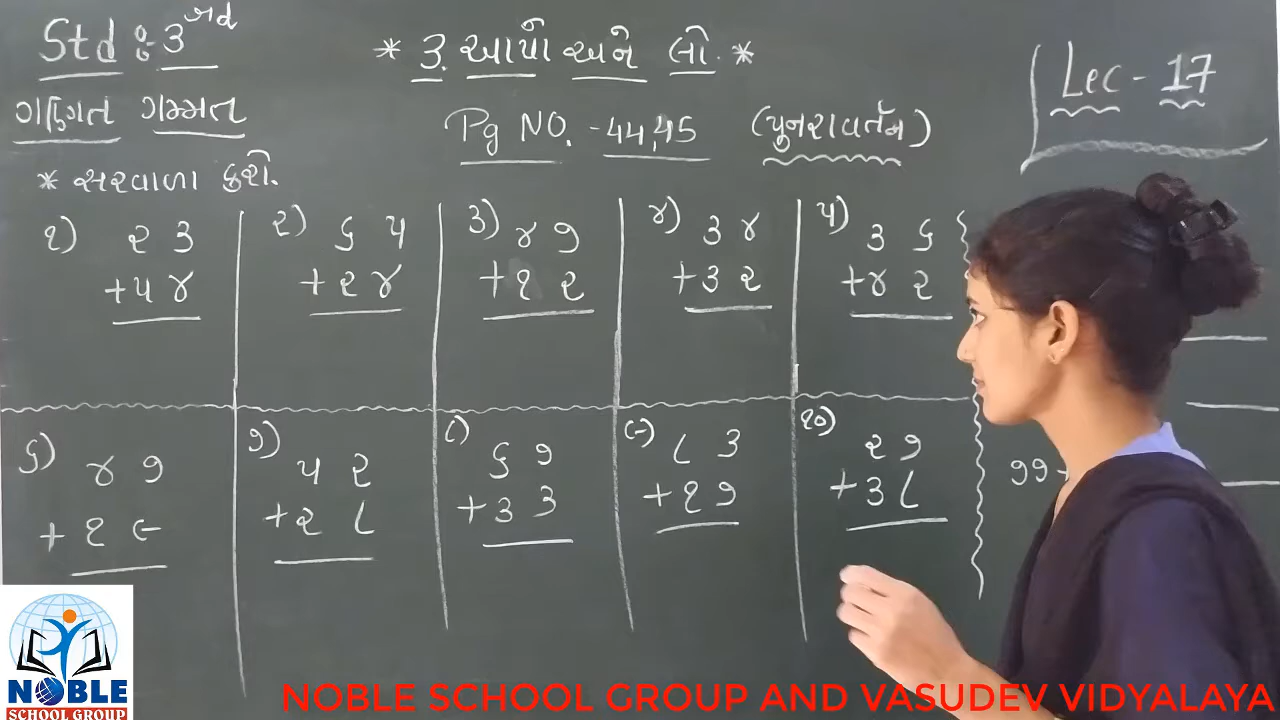 Std : 3 rd
* 3. આપો અને લો. *
Lec - 17
ગણિત ગમ્મત
Pg NO. - 44,45 (પુનરાવર્તન)
* સરવાળા કરો.
૧) ૨ ૩
+ ૫ ૪
૨) ૬ ૫
+ ૨ ૪
૩) ૪ ૭
+ ૧ ૨
૪) ૩ ૪
+ ૩ ૨
૫) ૩ ૬
+ ૪ ૨
૬) ૪ ૭
+ ૧ ૯
૭) ૫ ૨
+ ૨ ૮
૮) ૬ ૭
+ ૩ ૩
૯) ૮ ૩
+ ૧ ૭
૧૦) ૨ ૭
+ ૩ ૮
૭૭ +
NOBLE
SCHOOL GROUP
NOBLE SCHOOL GROUP AND VASUDEV VIDYALAYA